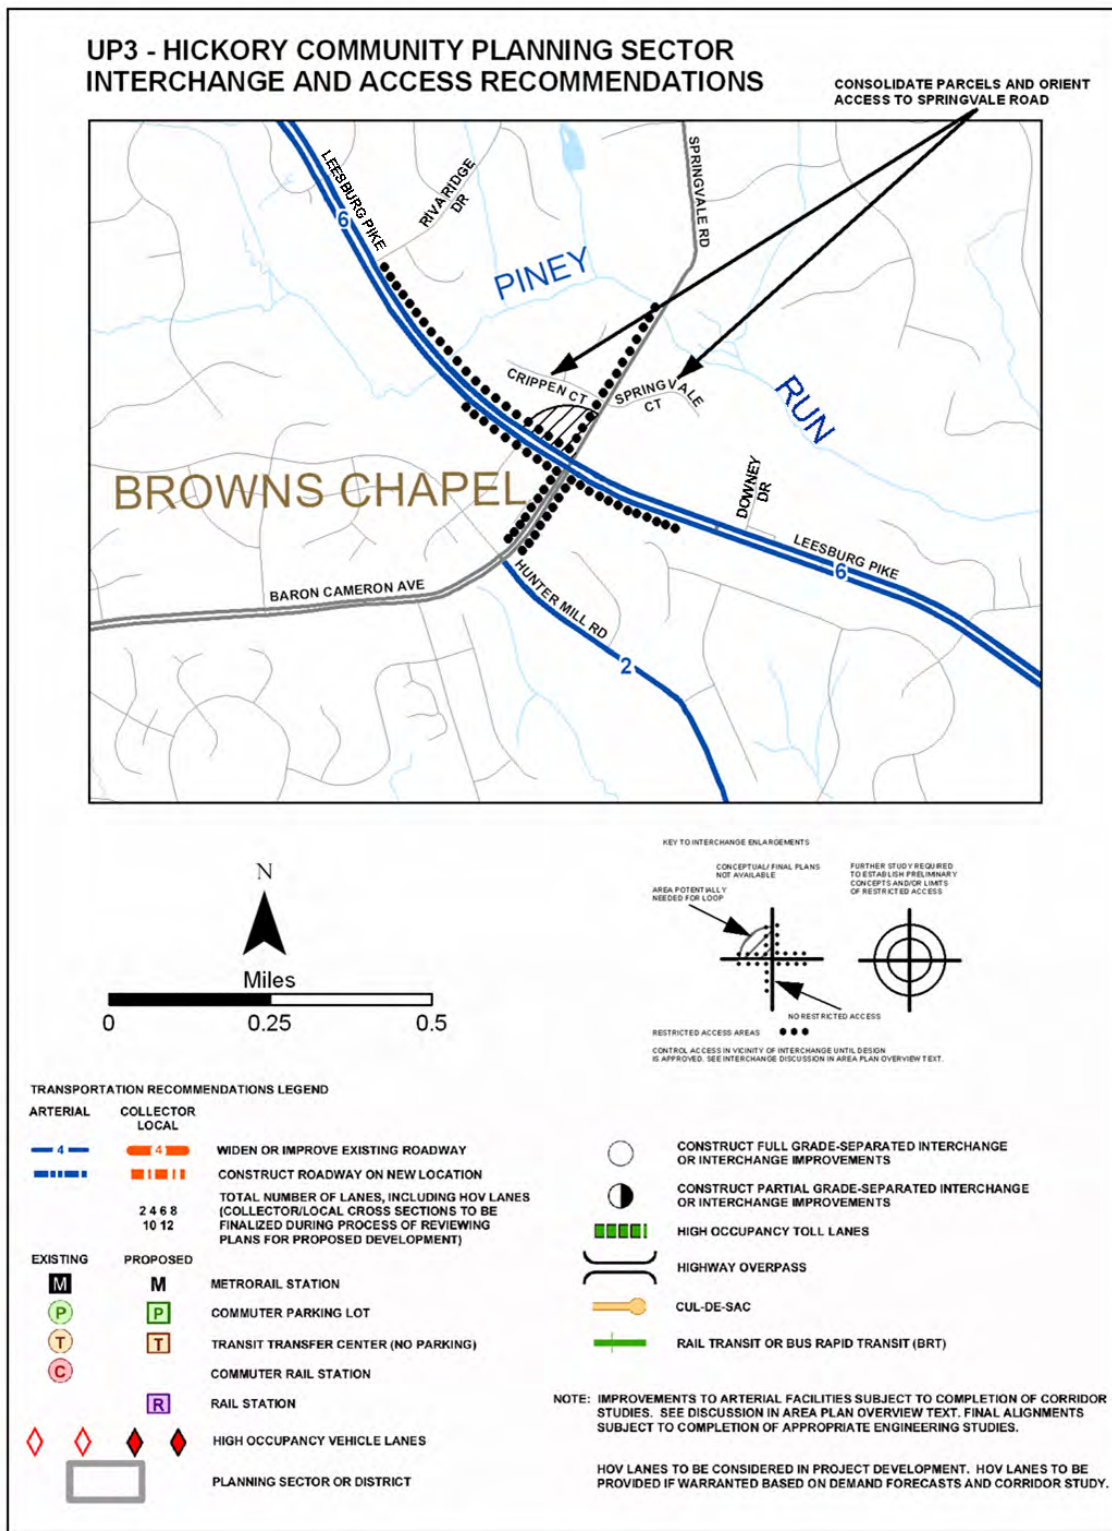 UP3 - HICKORY COMMUNITY PLANNING SECTOR
INTERCHANGE AND ACCESS RECOMMENDATIONS
CONSOLIDATE PARCELS AND ORIENT
ACCESS TO SPRINGVALE ROAD
LEESBURG PIKE
6
RIVA RIDGE
DR
SPRINGVALE RD
PINEY
RUN
CRIPPEN CT
SPRINGVALE
CT
BROWNS CHAPEL
DOWNEY
DR
LEESBURG PIKE
6
BARON CAMERON AVE
HUNTER MILL RD
2
N
Miles
0
0.25
0.5
KEY TO INTERCHANGE ENLARGEMENTS
CONCEPTUAL/ FINAL PLANS
NOT AVAILABLE
AREA POTENTIALLY
NEEDED FOR LOOP
FURTHER STUDY REQUIRED
TO ESTABLISH PRELIMINARY
CONCEPTS AND/OR LIMITS
OF RESTRICTED ACCESS
NO RESTRICTED ACCESS
RESTRICTED ACCESS AREAS
CONTROL ACCESS IN VICINITY OF INTERCHANGE UNTIL DESIGN
IS APPROVED. SEE INTERCHANGE DISCUSSION IN AREA PLAN OVERVIEW TEXT.
TRANSPORTATION RECOMMENDATIONS LEGEND
ARTERIAL
COLLECTOR
LOCAL
4
4
WIDEN OR IMPROVE EXISTING ROADWAY
CONSTRUCT ROADWAY ON NEW LOCATION
2 4 6 8
10 12
TOTAL NUMBER OF LANES, INCLUDING HOV LANES
(COLLECTOR/LOCAL CROSS SECTIONS TO BE
FINALIZED DURING PROCESS OF REVIEWING
PLANS FOR PROPOSED DEVELOPMENT)
EXISTING
PROPOSED
M
M
METRORAIL STATION
P
P
COMMUTER PARKING LOT
T
T
TRANSIT TRANSFER CENTER (NO PARKING)
C
COMMUTER RAIL STATION
R
RAIL STATION
HIGH OCCUPANCY VEHICLE LANES
PLANNING SECTOR OR DISTRICT
CONSTRUCT FULL GRADE-SEPARATED INTERCHANGE
OR INTERCHANGE IMPROVEMENTS
CONSTRUCT PARTIAL GRADE-SEPARATED INTERCHANGE
OR INTERCHANGE IMPROVEMENTS
HIGH OCCUPANCY TOLL LANES
HIGHWAY OVERPASS
CUL-DE-SAC
RAIL TRANSIT OR BUS RAPID TRANSIT (BRT)
NOTE: IMPROVEMENTS TO ARTERIAL FACILITIES SUBJECT TO COMPLETION OF CORRIDOR
STUDIES. SEE DISCUSSION IN AREA PLAN OVERVIEW TEXT. FINAL ALIGNMENTS
SUBJECT TO COMPLETION OF APPROPRIATE ENGINEERING STUDIES.
HOV LANES TO BE CONSIDERED IN PROJECT DEVELOPMENT. HOV LANES TO BE
PROVIDED IF WARRANTED BASED ON DEMAND FORECASTS AND CORRIDOR STUDY.